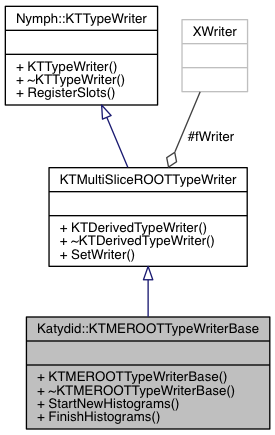 Nymph::KTTypeWriter
+ KTTypeWriter()
+ ~KTTypeWriter()
+ RegisterSlots()
XWriter
#fWriter
KTMultiSliceROOTTypeWriter
+ KTDerivedTypeWriter()
+ ~KTDerivedTypeWriter()
+ SetWriter()
Katydid::KTMEROOTTypeWriterBase
+ KTMEROOTTypeWriterBase()
+ ~KTMEROOTTypeWriterBase()
+ StartNewHistograms()
+ FinishHistograms()